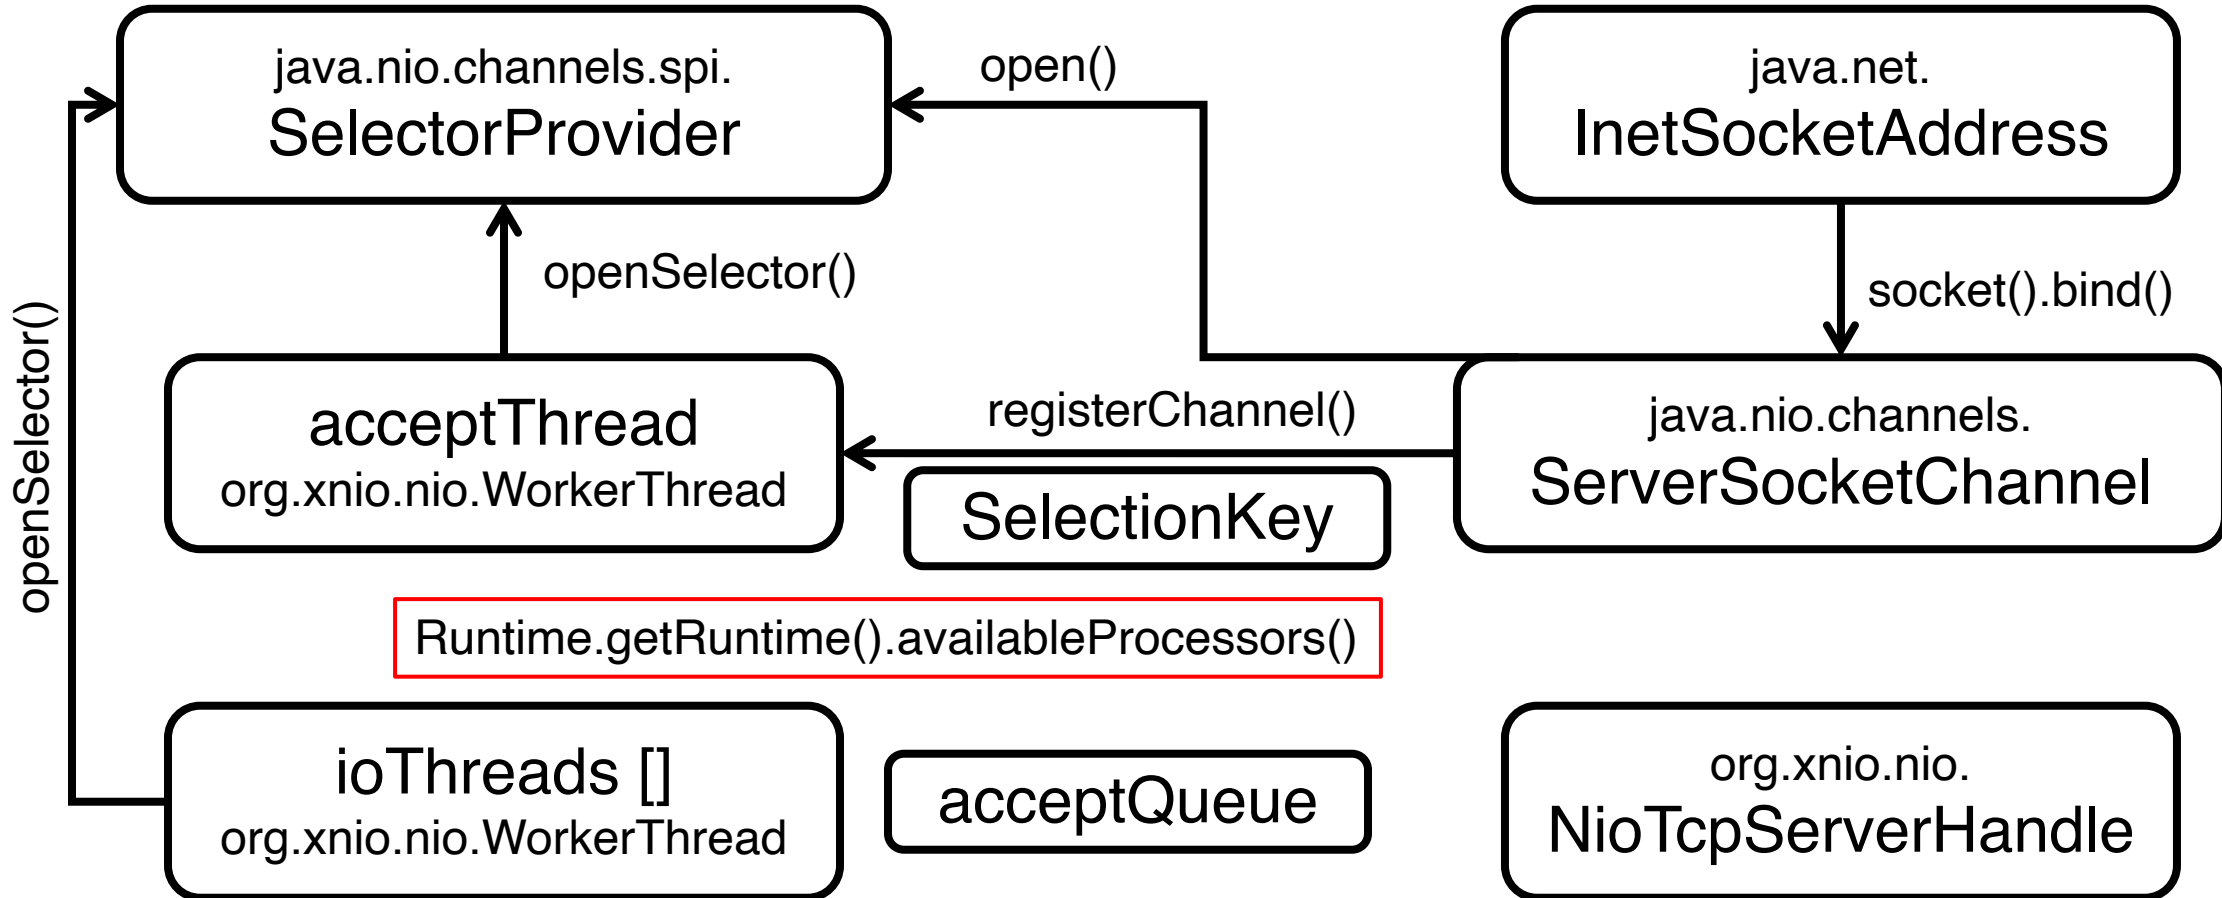 java.nio.channels.spi.
SelectorProvider
open()
java.net.
InetSocketAddress
openSelector()
socket().bind()
openSelector()
acceptThread
org.xnio.nio.WorkerThread
registerChannel()
SelectionKey
java.nio.channels.
ServerSocketChannel
Runtime.getRuntime().availableProcessors()
ioThreads []
org.xnio.nio.WorkerThread
acceptQueue
org.xnio.nio.
NioTcpServerHandle